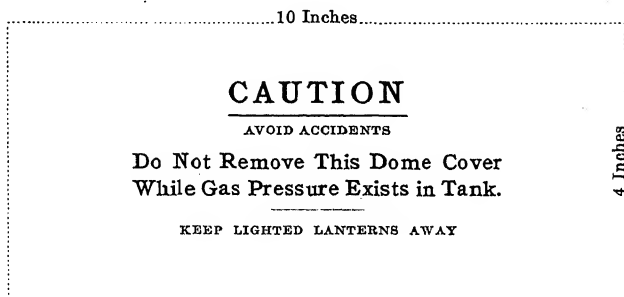 10 Inches
CAUTION
AVOID ACCIDENTS
Do Not Remove This Dome Cover
While Gas Pressure Exists in Tank.
KEEP LIGHTED LANTERNS AWAY
4 Inches